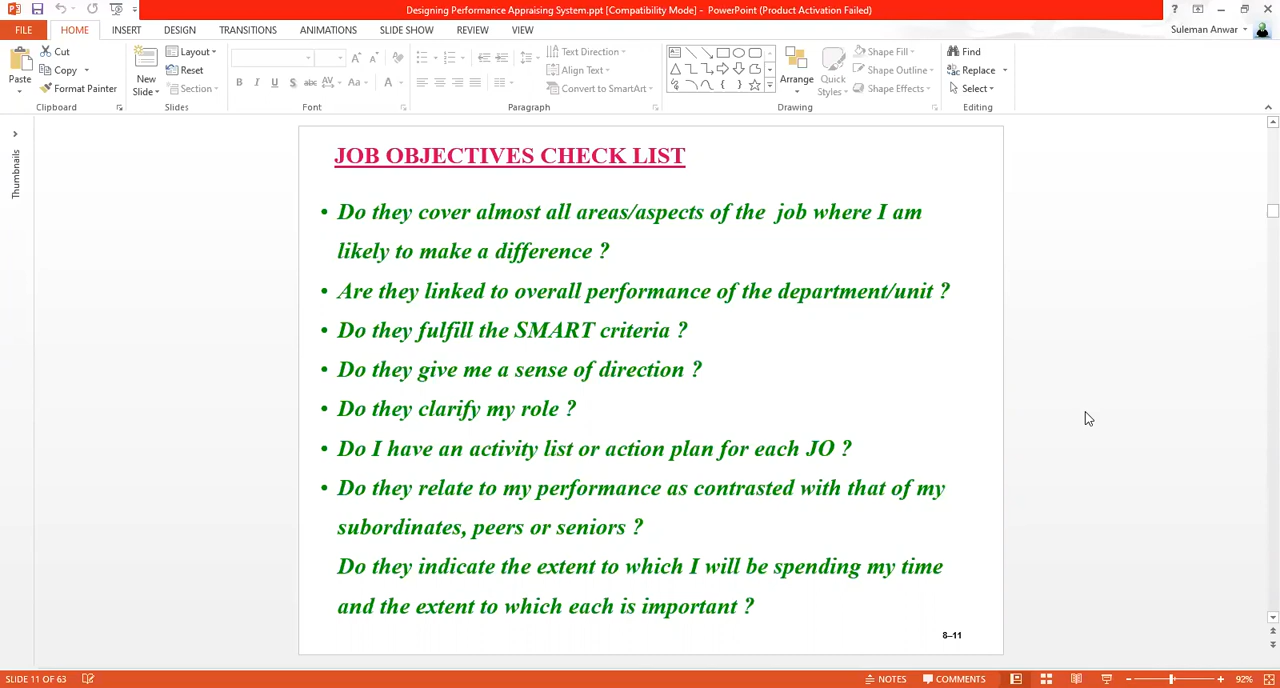 Designing Performance Appraising System.ppt [Compatibility Mode] - PowerPoint (Product Activation Failed)
FILE HOME INSERT DESIGN TRANSITIONS ANIMATIONS SLIDE SHOW REVIEW VIEW Suleman Anwar
Paste
Cut
Copy
Format Painter
Clipboard
New Slide
Layout
Reset
Section
Slides
B I U S abc AV Aa A
Font
Text Direction
Align Text
Convert to SmartArt
Paragraph
Arrange
Quick Styles
Shape Fill
Shape Outline
Shape Effects
Drawing
Find
Replace
Select
Editing
Thumbnails
JOB OBJECTIVES CHECK LIST
• Do they cover almost all areas/aspects of the job where I am
likely to make a difference ?
• Are they linked to overall performance of the department/unit ?
• Do they fulfill the SMART criteria ?
• Do they give me a sense of direction ?
• Do they clarify my role ?
• Do I have an activity list or action plan for each JO ?
• Do they relate to my performance as contrasted with that of my
subordinates, peers or seniors ?
Do they indicate the extent to which I will be spending my time
and the extent to which each is important ?
8–11
SLIDE 11 OF 63 NOTES COMMENTS 92%